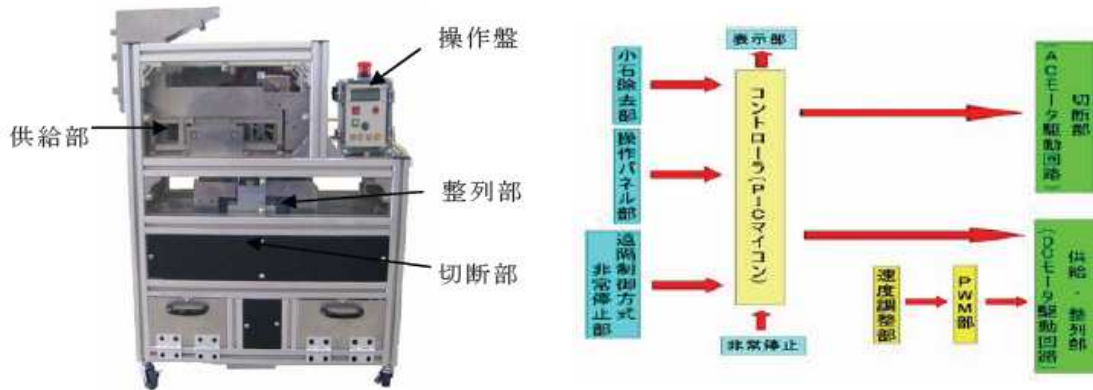 操作盤
供給部
整列部
切断部
表示部
小石除去部
操作パネル部
遠隔制御方式
非常停止部
コントローラ(PICマイコン)
非常停止
切断部
(ACモータ駆動回路)
速度調整部
PWM部
供給・整列部
(DCモータ駆動回路)